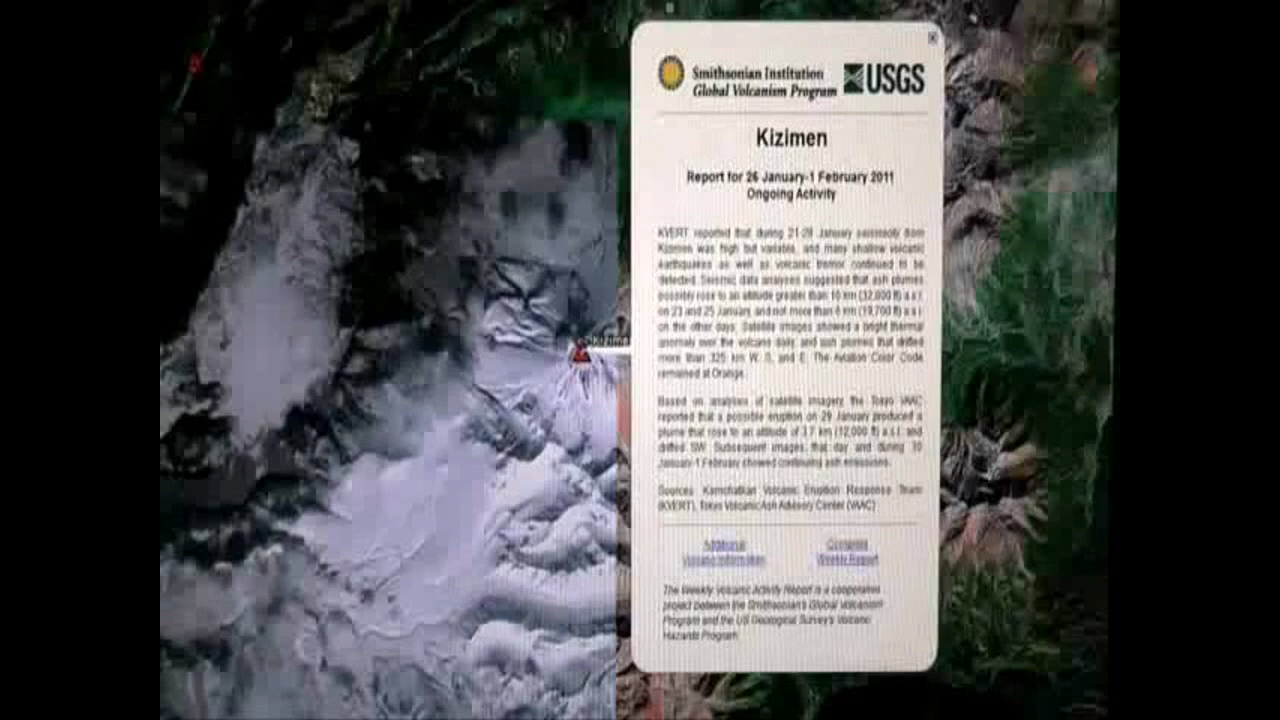 Smithsonian Institution
Global Volcanism Program
USGS
Kizimen
Report for 26 January-1 February 2011
Ongoing Activity
KVERT reported that during 21-28 January seismicity from
Kizimen was high but variable, and many shallow volcanic
earthquakes as well as volcanic tremor continued to be
detected. Seismic data analyses suggested that ash plumes
possibly rose to an altitude greater than 10 km (32,800 ft) a.s.l.
on 23 and 25 January, and not more than 6 km (19,700 ft) a.s.l.
on the other days. Satellite images showed a bright thermal
anomaly over the volcano daily, and ash plumes that drifted
more than 325 km W, S, and E. The Aviation Color Code
remained at Orange.
Based on analyses of satellite imagery, the Tokyo VAAC
reported that a possible eruption on 29 January produced a
plume that rose to an altitude of 3.7 km (12,000 ft) a.s.l. and
drifted SW. Subsequent images that day and during 30
January-1 February showed continuing ash emissions.
Sources: Kamchatkan Volcanic Eruption Response Team
(KVERT), Tokyo Volcanic Ash Advisory Center (VAAC)
Additional
Volcano Information
Complete
Weekly Report
The Weekly Volcanic Activity Report is a cooperative
project between the Smithsonian's Global Volcanism
Program and the US Geological Survey's Volcano
Hazards Program.